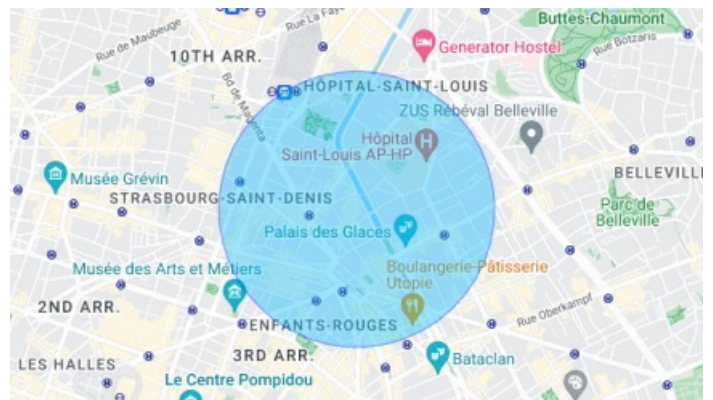 Buttes-Chaumont
Rue La Fayette
Rue de Maubeuge
10TH ARR.
Generator Hostel
Rue Botzaris
Bd de Magenta
HÔPITAL-SAINT-LOUIS
ZUS Rébeval Belleville
Hôpital
Saint-Louis AP-HP
Musée Grévin
BELLEVILLE
STRASBOURG-SAINT-DENIS
Parc de
Belleville
Palais des Glaces
Musée des Arts et Métiers
Boulangerie-Pâtisserie
Utopie
2ND ARR.
Rue Oberkampf
ENFANTS-ROUGES
3RD ARR.
Bataclan
LES HALLES
Le Centre Pompidou